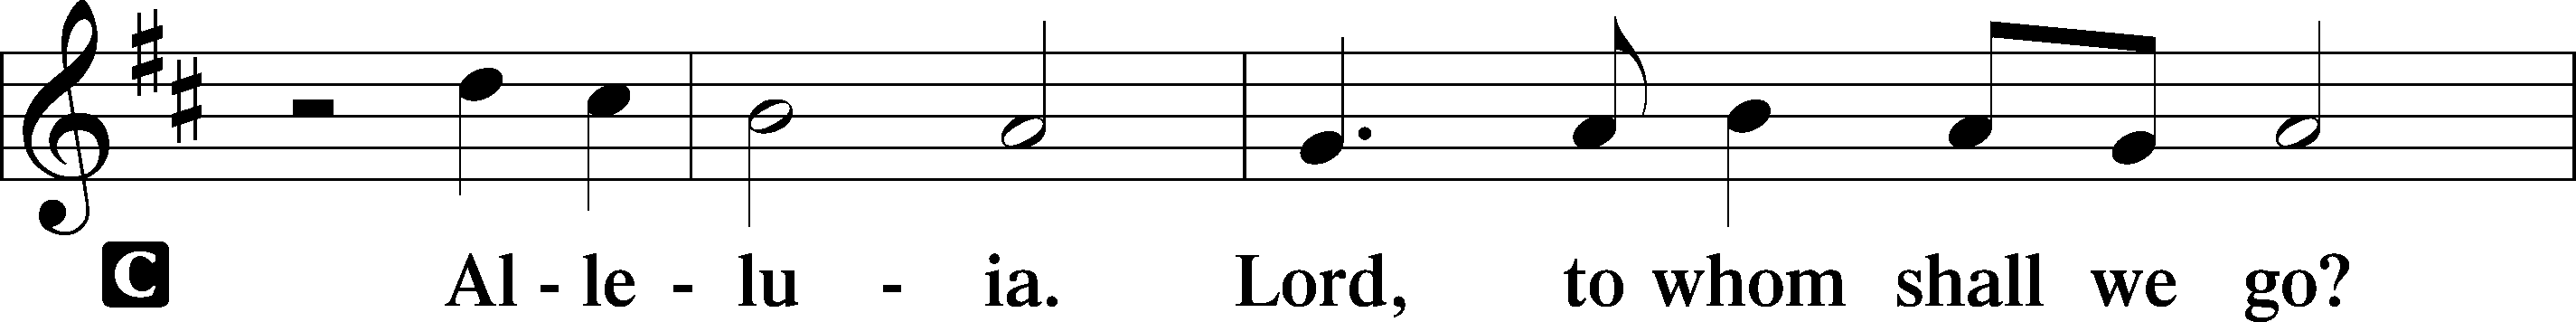 C Al - le - lu - ia. Lord, to whom shall we go?